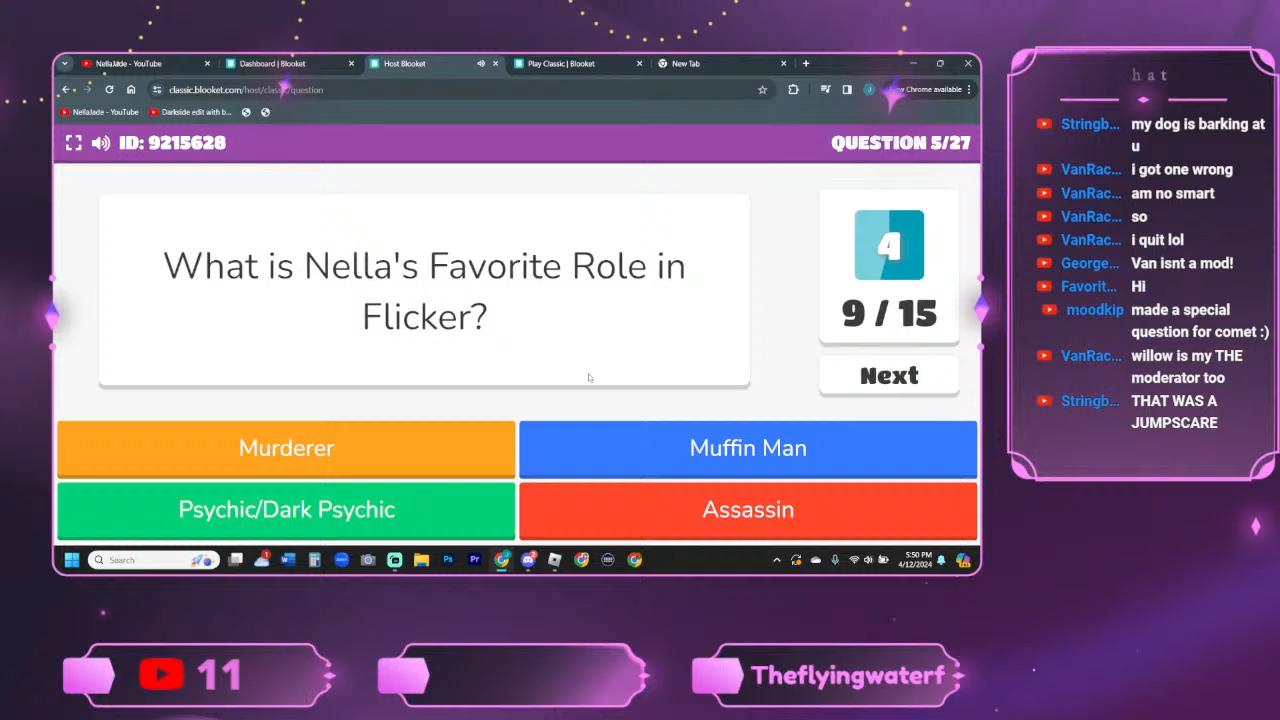 NellaJade - YouTube
Dashboard | Blooket
Host Blooket
Play Classic | Blooket
New Tab
classic.blooket.com/host/classic/question
Chrome available
NellaJade - YouTube
Darkside edit with b...
ID: 9215628
QUESTION 5/27
What is Nella's Favorite Role in
Flicker?
4
9 / 15
Next
Murderer
Muffin Man
Psychic/Dark Psychic
Assassin
Search
5:50 PM
4/12/2024
hat
Stringb... my dog is barking at
u
VanRac... i got one wrong
VanRac... am no smart
VanRac... so
VanRac... i quit lol
George... Van isnt a mod!
Favorit... Hi
moodkip made a special
question for comet :)
VanRac... willow is my THE
moderator too
Stringb... THAT WAS A
JUMPSCARE
11
Theflyingwaterf